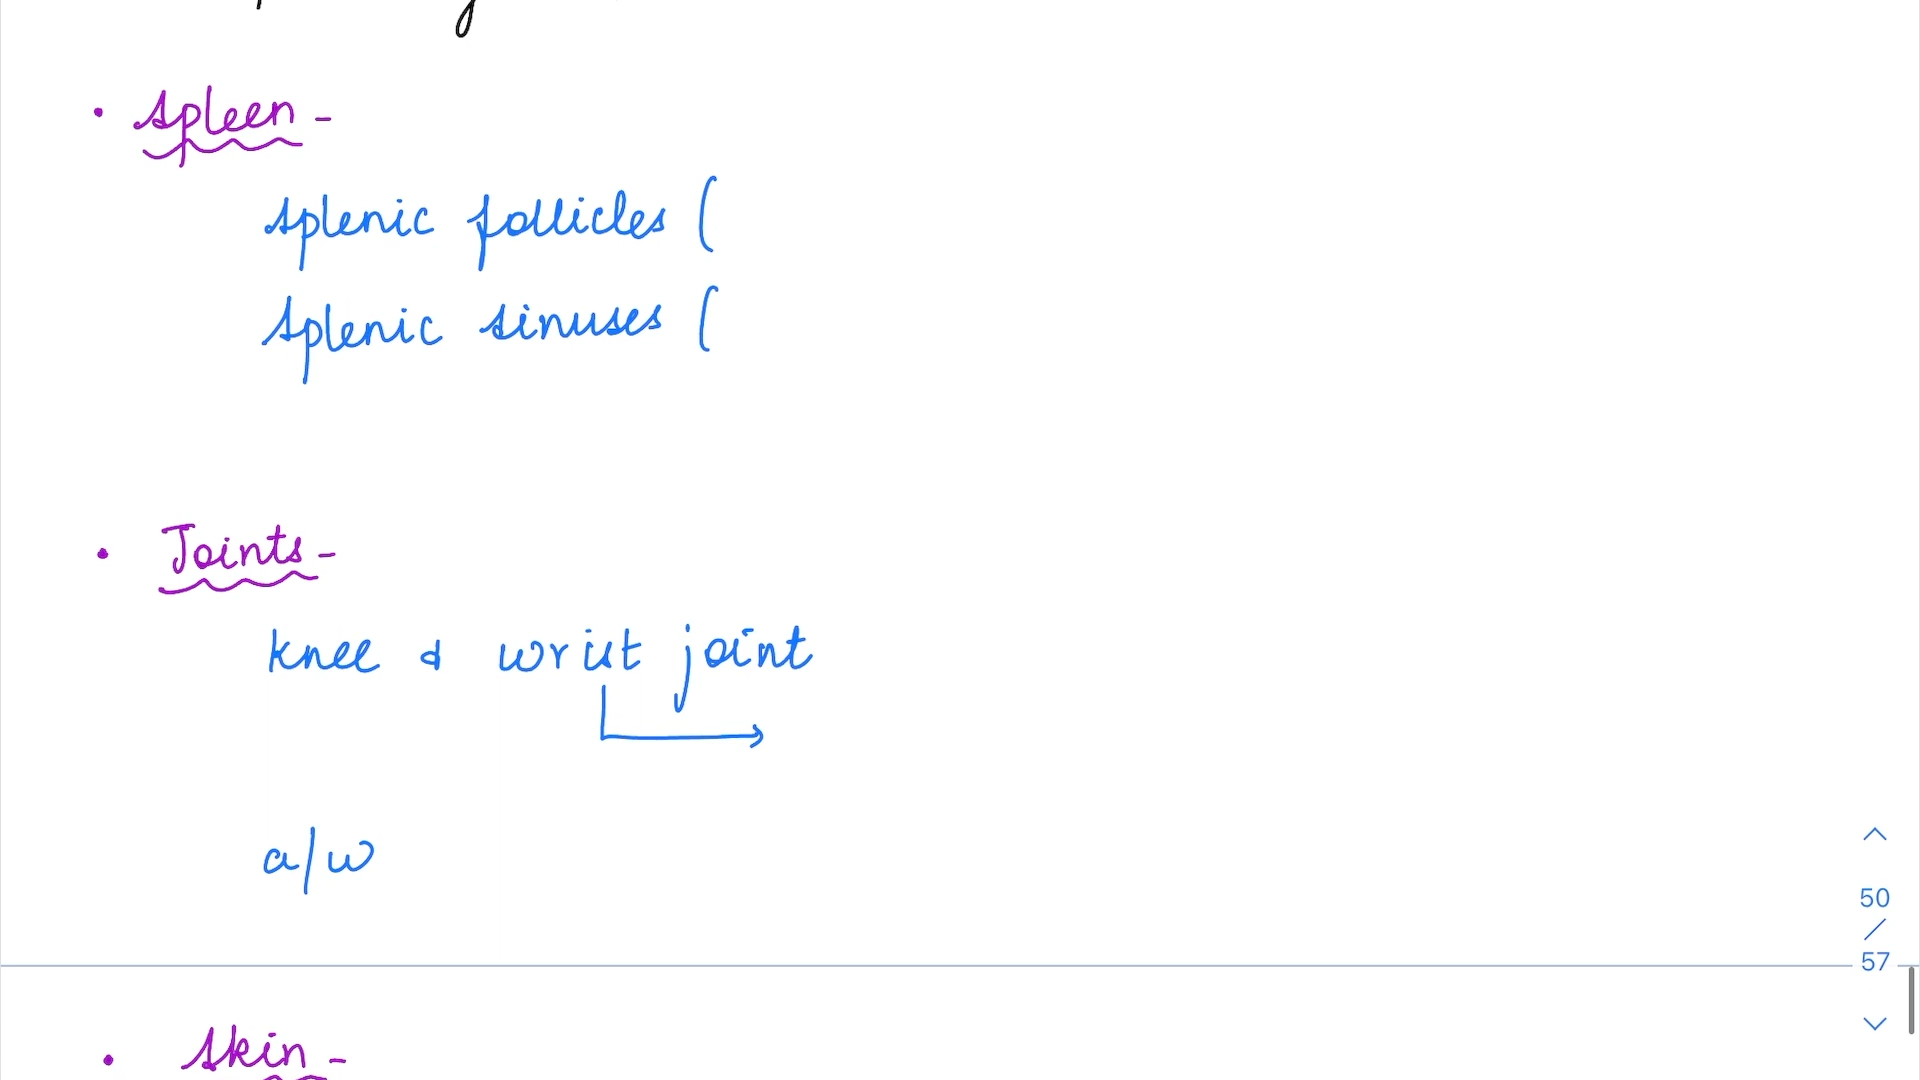 • Spleen -
splenic follicles (
splenic sinuses (
• Joints -
knee & wrist joint
a/w
50
/
57
• Skin -